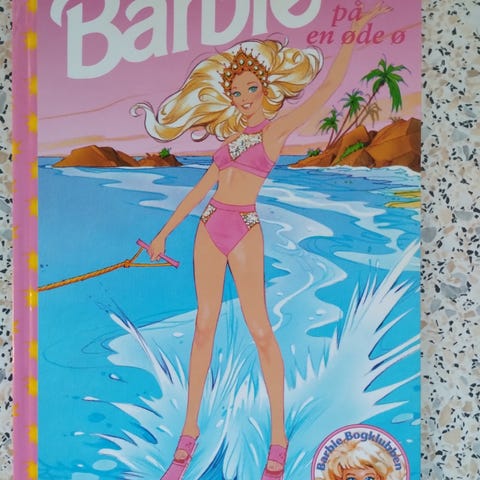 Barbie
på
en øde ø
Barbie Bogklubben